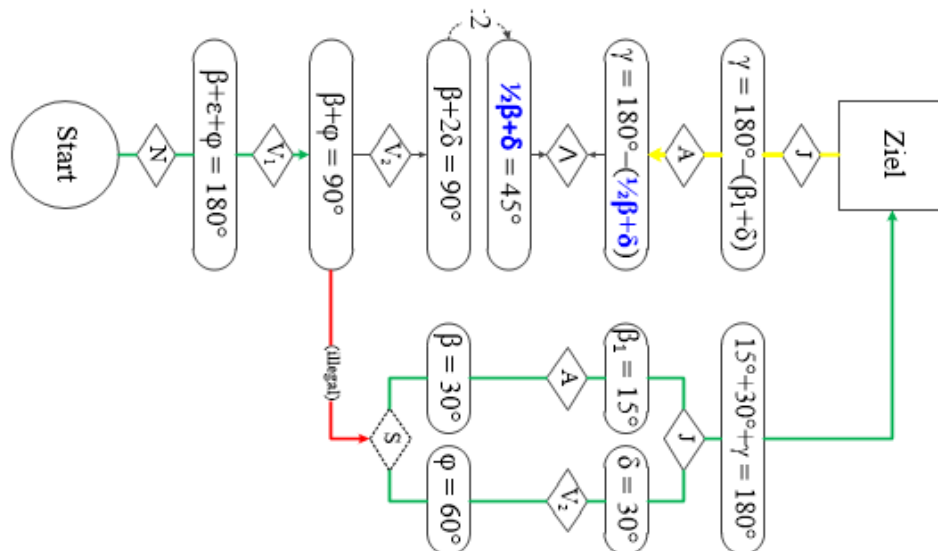 Ziel
J
γ = 180°–(β₁+δ)
15°+30°+γ = 180°
A
J
γ = 180°–(½β+δ)
β₁ = 15°
δ = 30°
Λ
A
V₂
½β+δ = 45°
:2
β+2δ = 90°
β = 30°
φ = 60°
V₂
S
β+φ = 90°
(illegal)
V₁
β+ε+φ = 180°
N
Start